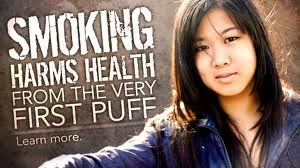 SMOKING
HARMS HEALTH
FROM THE VERY
FIRST PUFF
Learn more.